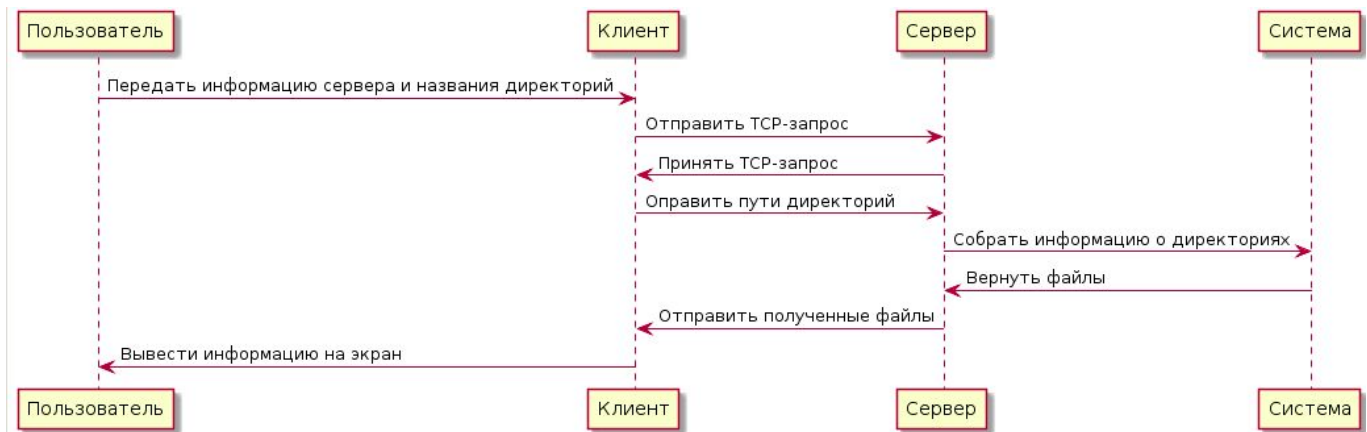 Пользователь
Клиент
Сервер
Система
Передать информацию сервера и названия директорий
Отправить TCP-запрос
Принять TCP-запрос
Оправить пути директорий
Собрать информацию о директориях
Вернуть файлы
Отправить полученные файлы
Вывести информацию на экран
Пользователь
Клиент
Сервер
Система